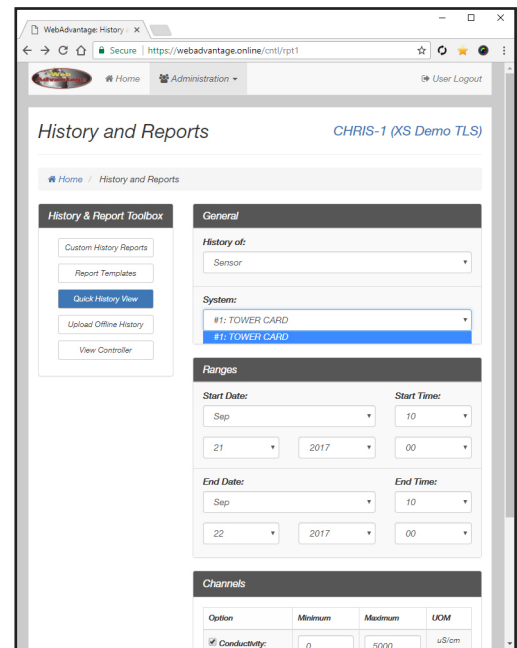 WebAdvantage: History
Secure | https://webadvantage.online/cntl/rpt1
Home Administration User Logout
History and Reports CHRIS-1 (XS Demo TLS)
Home / History and Reports
History & Report Toolbox
Custom History Reports
Report Templates
Quick History View
Upload Offline History
View Controller
General
History of:
Sensor
System:
#1: TOWER CARD
#1: TOWER CARD
Ranges
Start Date: Start Time:
Sep 10
21 2017 00
End Date: End Time:
Sep 10
22 2017 00
Channels
Option Minimum Maximum UOM
Conductivity: 0 5000 uS/cm